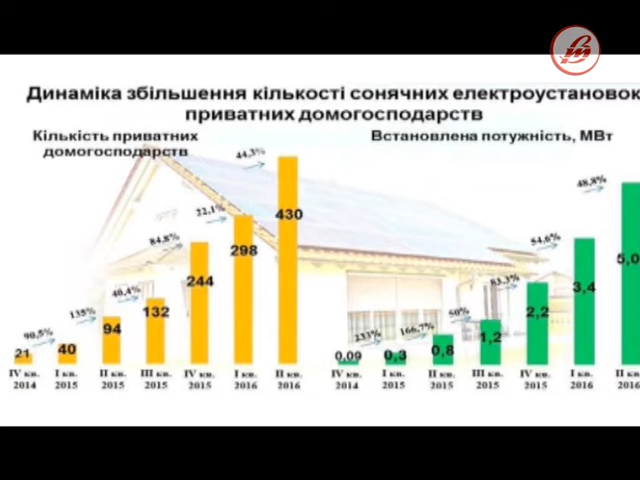 Динаміка збільшення кількості сонячних електроустановок
приватних домогосподарств
Кількість приватних
домогосподарств
21
40
94
132
244
298
430
90,5%
135%
40,4%
84,8%
22,1%
44,3%
IV кв. 2014
I кв. 2015
II кв. 2015
III кв. 2015
IV кв. 2015
I кв. 2016
II кв. 2016
Встановлена потужність, МВт
0,09
0,3
0,8
1,2
2,2
3,4
5,0
233%
166,7%
50%
83,3%
54,6%
48,8%
IV кв. 2014
I кв. 2015
II кв. 2015
III кв. 2015
IV кв. 2015
I кв. 2016
II кв. 2016